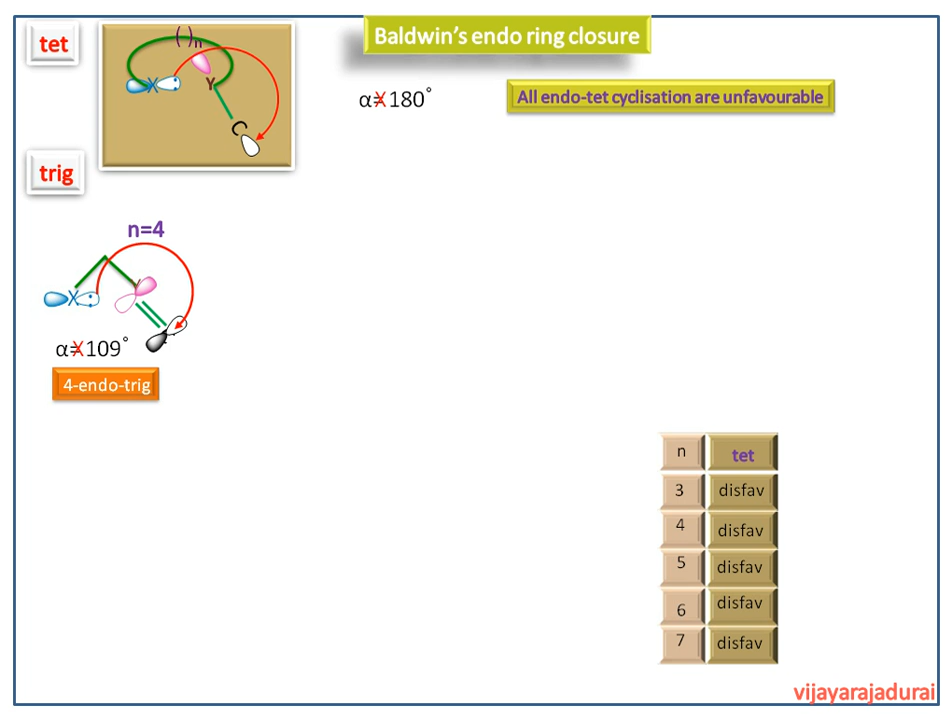 Baldwin's endo ring closure
tet
( )n
X
Y
C
α≠180°
All endo-tet cyclisation are unfavourable
trig
n=4
X
α≠109°
4-endo-trig
n tet
3 disfav
4 disfav
5 disfav
6 disfav
7 disfav
vijayarajadurai